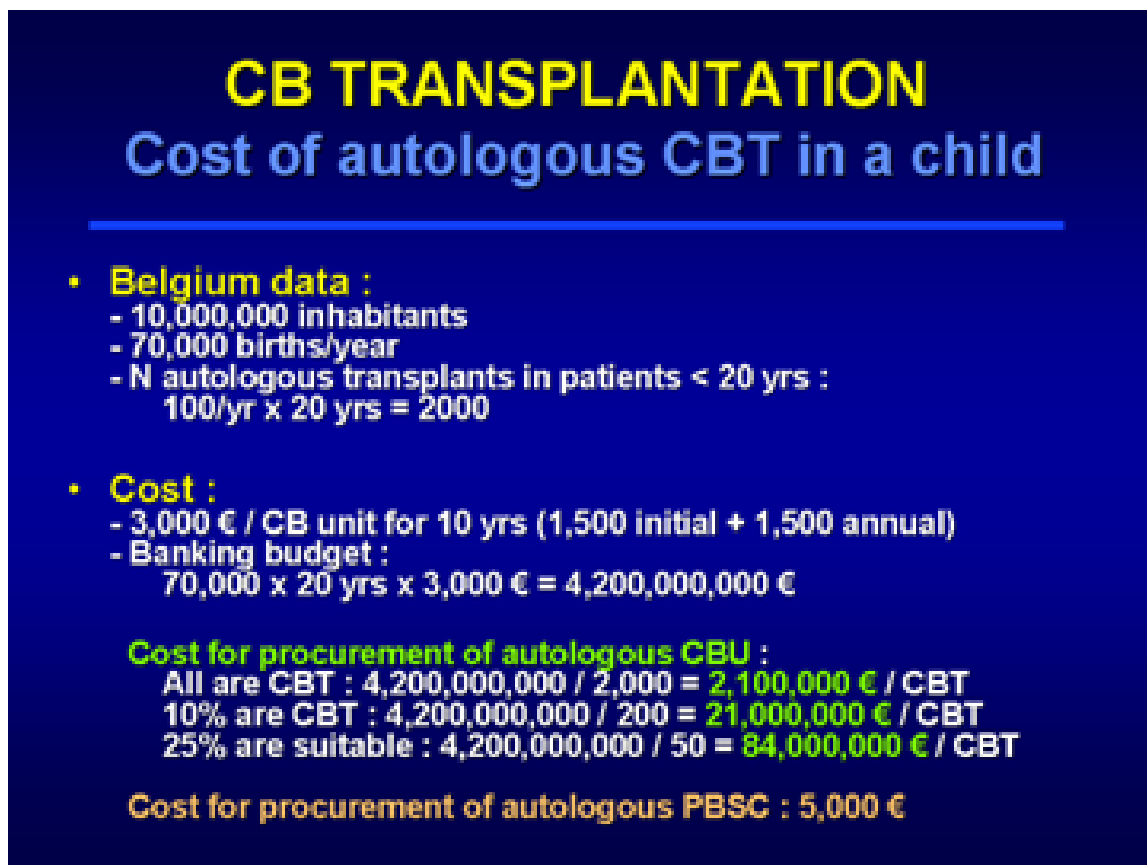 CB TRANSPLANTATION
Cost of autologous CBT in a child
• Belgium data :
- 10,000,000 inhabitants
- 70,000 births/year
- N autologous transplants in patients < 20 yrs :
100/yr x 20 yrs = 2000
• Cost :
- 3,000 € / CB unit for 10 yrs (1,500 initial + 1,500 annual)
- Banking budget :
70,000 x 20 yrs x 3,000 € = 4,200,000,000 €
Cost for procurement of autologous CBU :
All are CBT : 4,200,000,000 / 2,000 = 2,100,000 € / CBT
10% are CBT : 4,200,000,000 / 200 = 21,000,000 € / CBT
25% are suitable : 4,200,000,000 / 50 = 84,000,000 € / CBT
Cost for procurement of autologous PBSC : 5,000 €